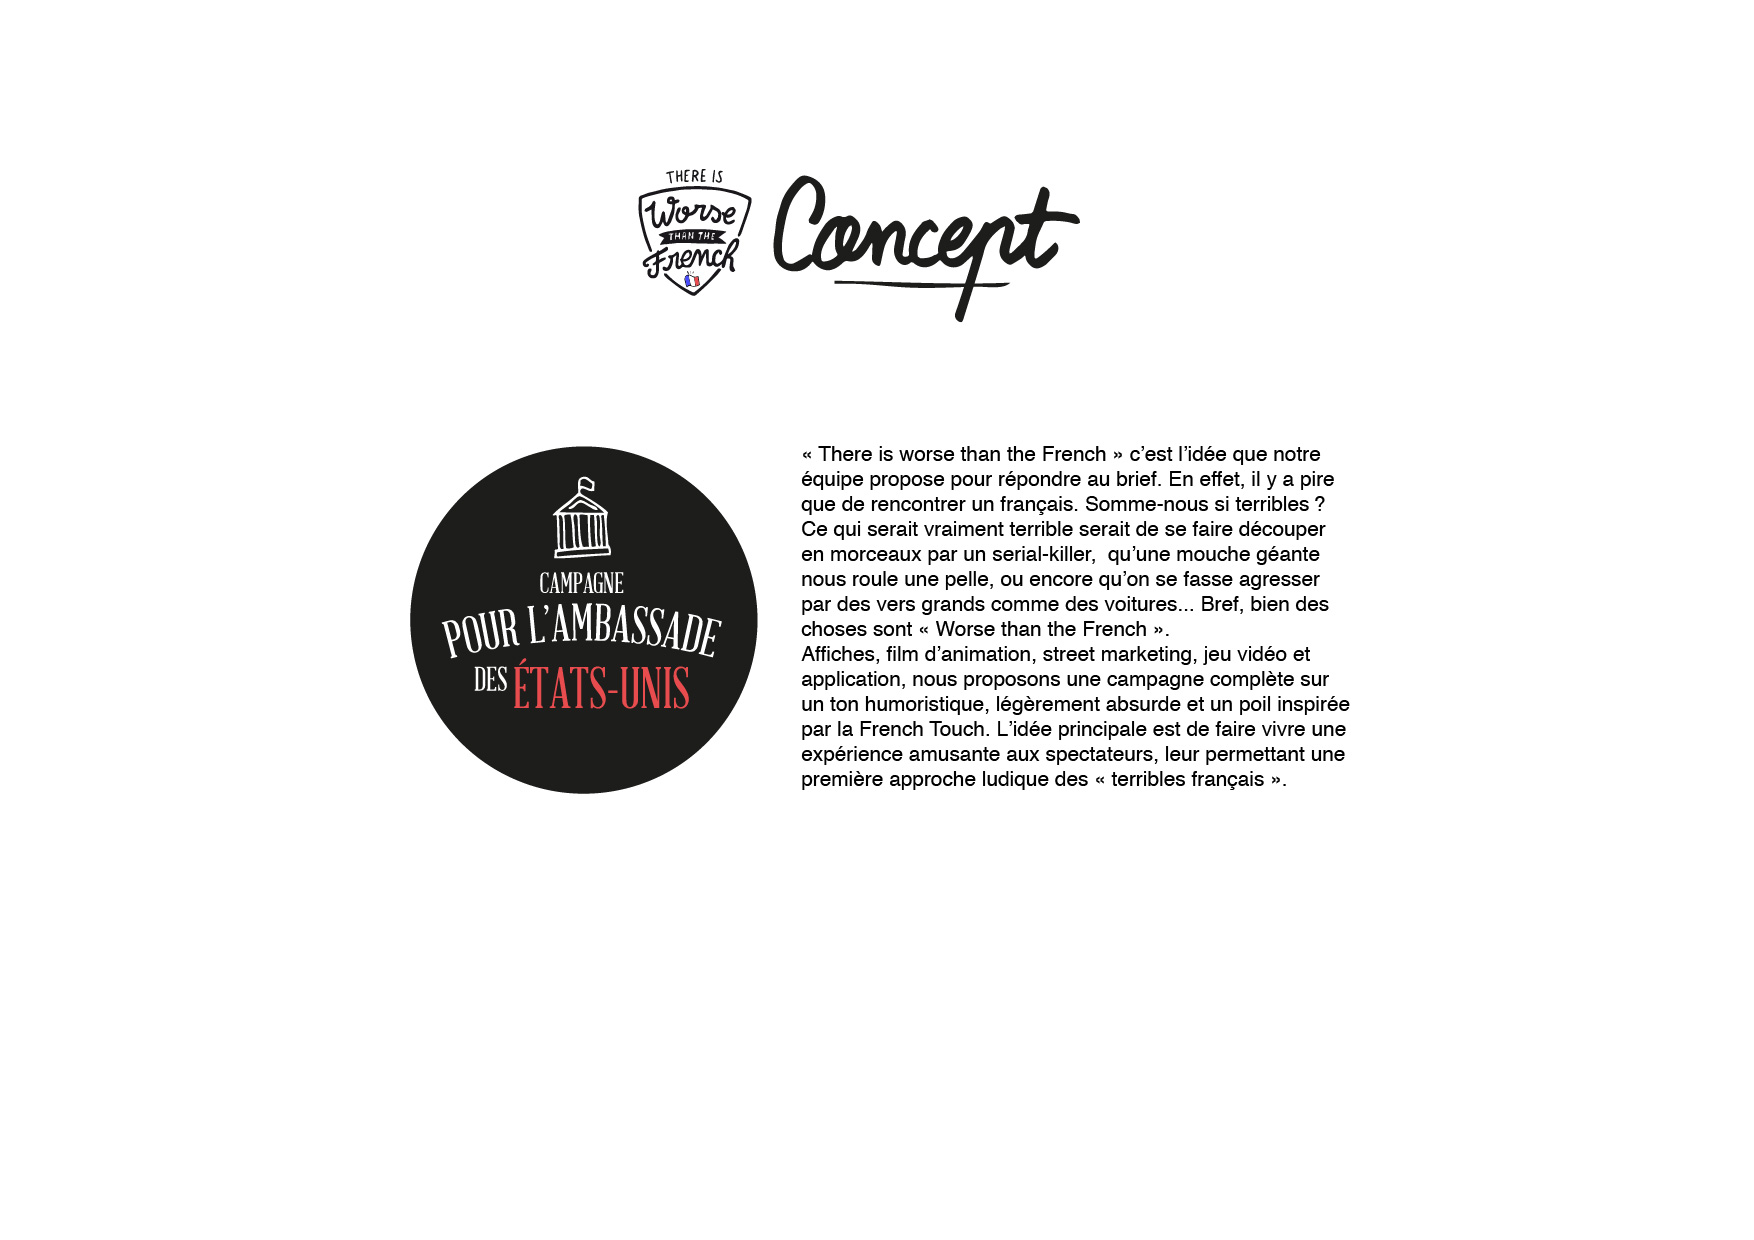 THERE IS
Worse
THAN THE
French
Concept
CAMPAGNE
POUR L'AMBASSADE
DES ÉTATS-UNIS
« There is worse than the French » c’est l’idée que notre
équipe propose pour répondre au brief. En effet, il y a pire
que de rencontrer un français. Somme-nous si terribles ?
Ce qui serait vraiment terrible serait de se faire découper
en morceaux par un serial-killer,  qu’une mouche géante
nous roule une pelle, ou encore qu’on se fasse agresser
par des vers grands comme des voitures... Bref, bien des
choses sont « Worse than the French ».
Affiches, film d’animation, street marketing, jeu vidéo et
application, nous proposons une campagne complète sur
un ton humoristique, légèrement absurde et un poil inspirée
par la French Touch. L’idée principale est de faire vivre une
expérience amusante aux spectateurs, leur permettant une
première approche ludique des « terribles français ».